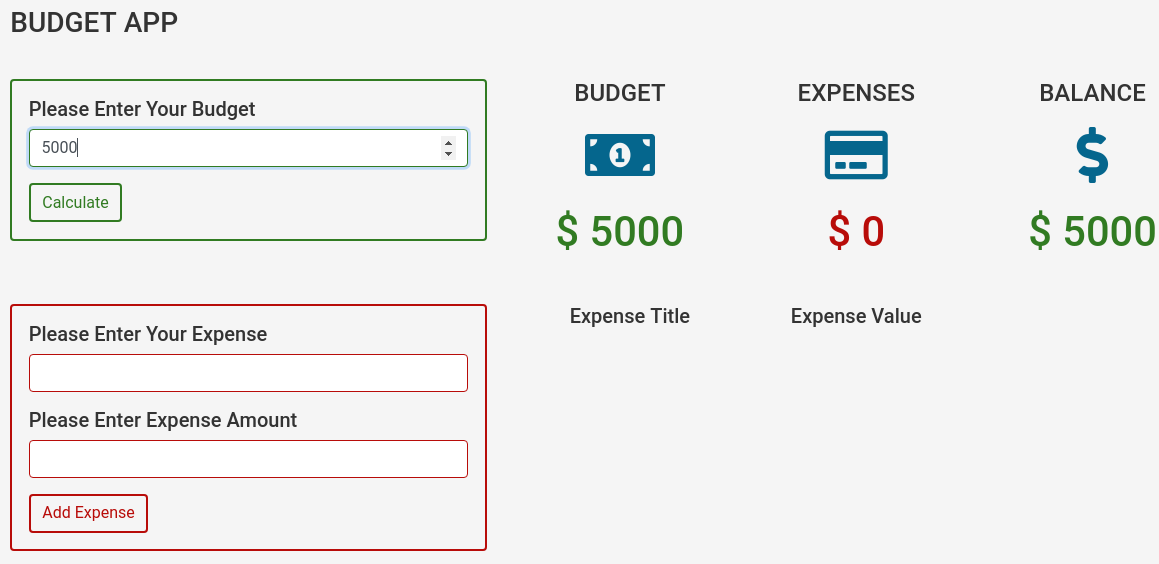 BUDGET APP
Please Enter Your Budget
5000
Calculate
BUDGET
EXPENSES
BALANCE
1
$ 5000
$ 0
$ 5000
Please Enter Your Expense
Please Enter Expense Amount
Add Expense
Expense Title
Expense Value